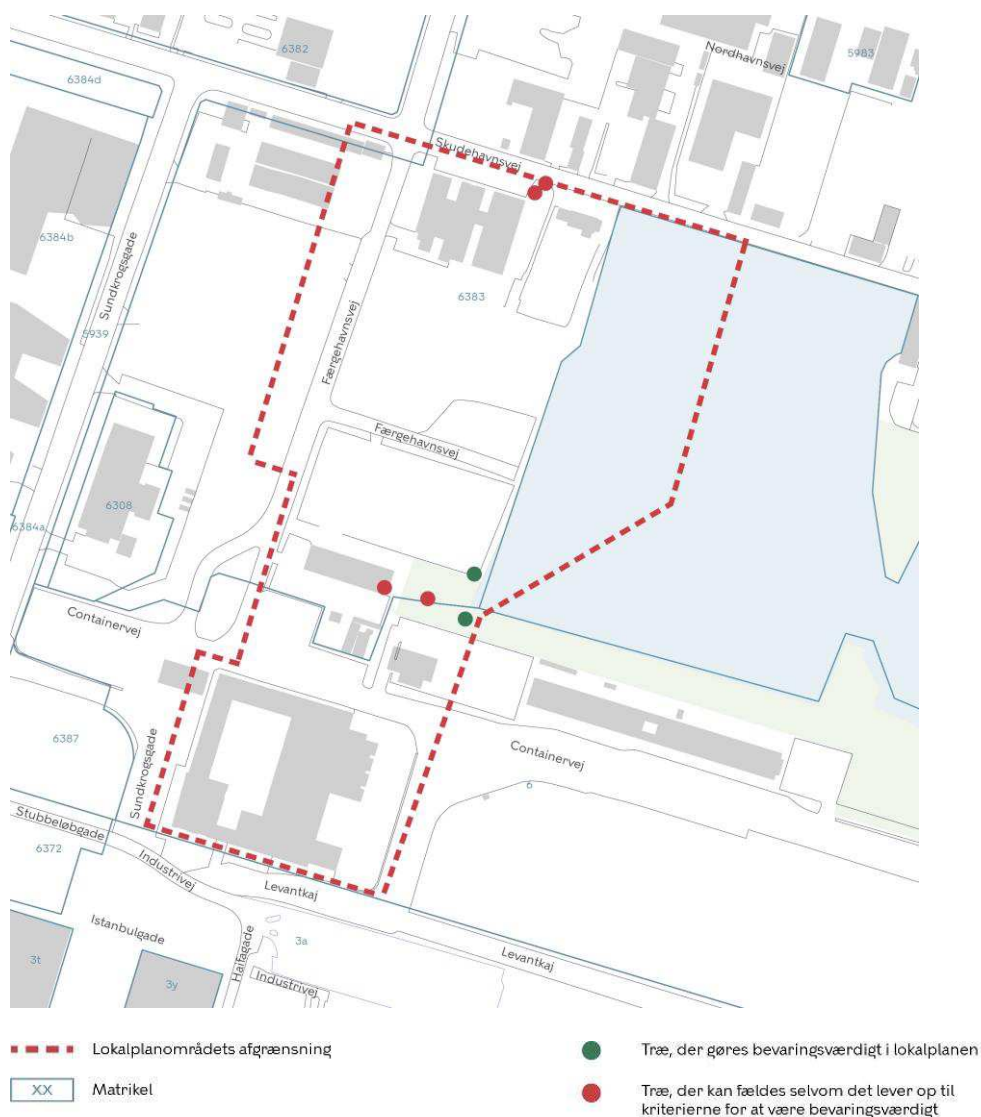 6382
Nordhavnsvej
5983
6384d
Skudehavnsvej
6384b
Sundkrogsgade
6383
5939
Færgehavnsvej
Færgehavnsvej
6308
6384a
Containervej
6387
Sundkrogsgade
Containervej
6
Stubbeløbgade
6372
Industrivej
Levantkaj
Istanbulgade
Haifagade
3a
Levantkaj
3t
3y
Industrivej
Lokalplanområdets afgrænsning
XX Matrikel
Træ, der gøres bevaringsværdigt i lokalplanen
Træ, der kan fældes selvom det lever op til
kriterierne for at være bevaringsværdigt